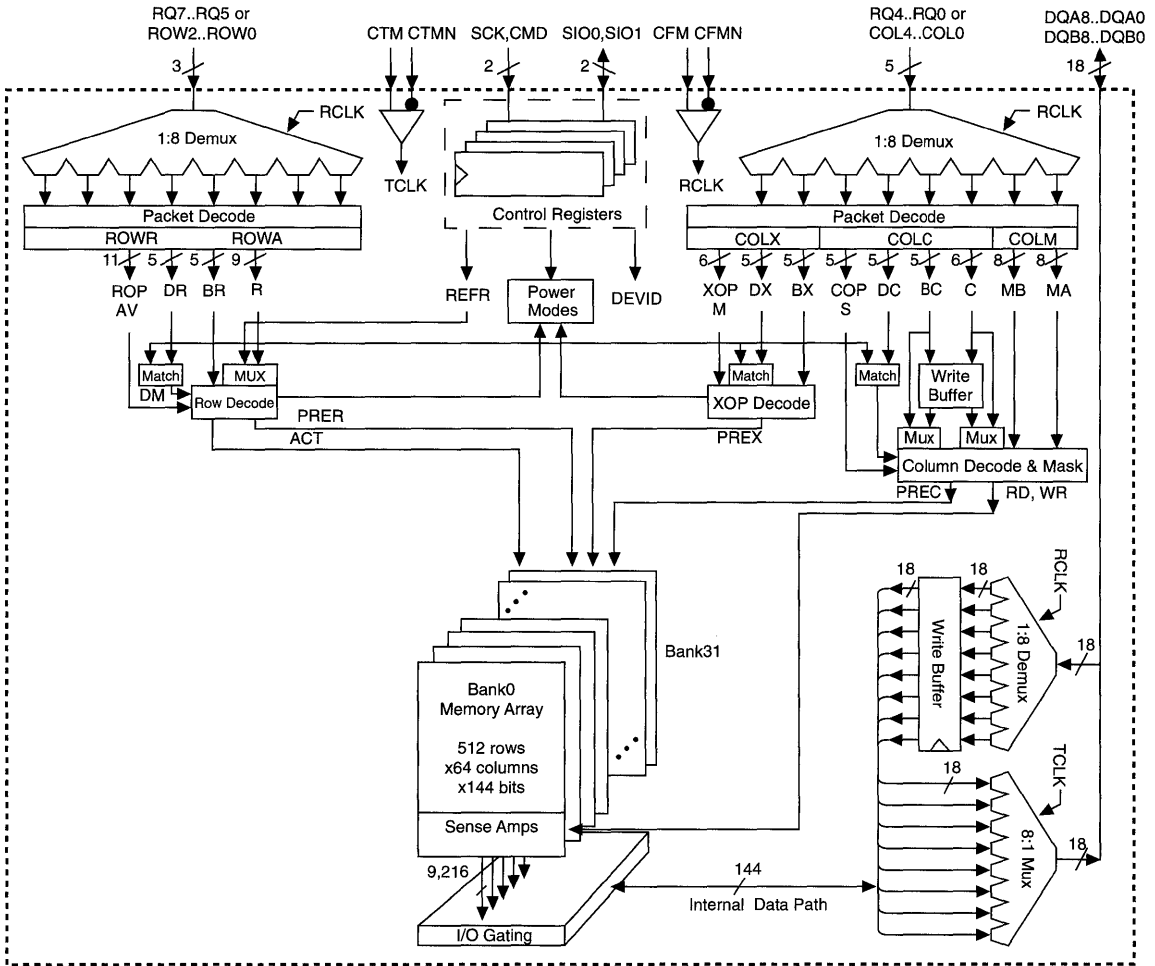 RQ7..RQ5 or
ROW2..ROW0
CTM CTMN
SCK,CMD
SIO0,SIO1
CFM CFMN
RQ4..RQ0 or
COL4..COL0
DQA8..DQA0
DQB8..DQB0
3
2
2
5
18
RCLK
1:8 Demux
TCLK
Control Registers
RCLK
RCLK
1:8 Demux
Packet Decode
ROWR
ROWA
Packet Decode
COLX
COLC
COLM
11
5
5
9
6
5
5
5
5
5
6
8
8
ROP
AV
DR
BR
R
REFR
Power
Modes
DEVID
XOP
M
DX
BX
COP
S
DC
BC
C
MB
MA
Match
DM
MUX
Row Decode
Match
XOP Decode
Match
Write
Buffer
Mux
Mux
Column Decode & Mask
PRER
ACT
PREX
PREC
RD, WR
Bank31
Bank0
Memory Array
512 rows
x64 columns
x144 bits
Sense Amps
9,216
I/O Gating
144
Internal Data Path
18
18
RCLK
Write Buffer
1:8 Demux
18
18
TCLK
8:1 Mux
18